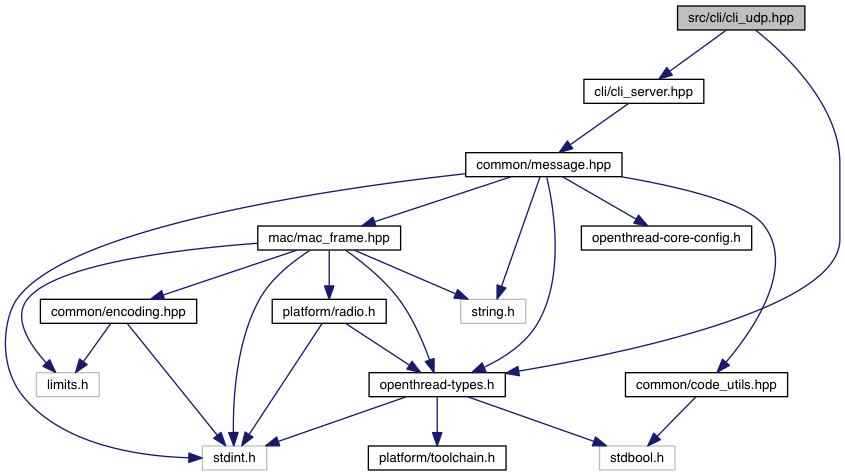 src/cli/cli_udp.hpp
cli/cli_server.hpp
common/message.hpp
mac/mac_frame.hpp
openthread-core-config.h
common/encoding.hpp
platform/radio.h
string.h
limits.h
openthread-types.h
common/code_utils.hpp
stdint.h
platform/toolchain.h
stdbool.h